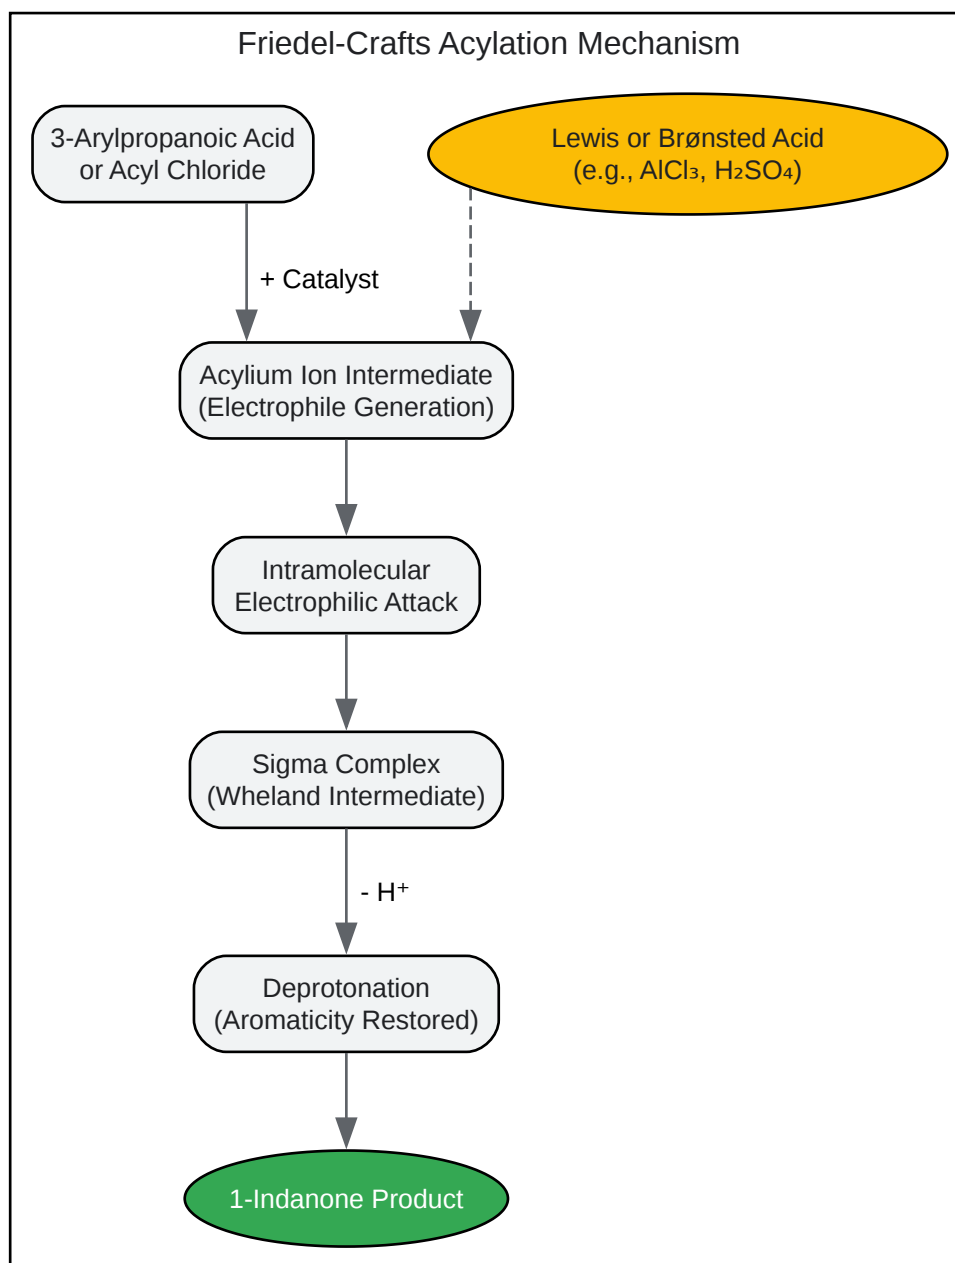 Friedel-Crafts Acylation Mechanism
3-Arylpropanoic Acid
or Acyl Chloride
Lewis or Brønsted Acid
(e.g., AlCl₃, H₂SO₄)
+ Catalyst
Acylium Ion Intermediate
(Electrophile Generation)
Intramolecular
Electrophilic Attack
Sigma Complex
(Wheland Intermediate)
- H⁺
Deprotonation
(Aromaticity Restored)
1-Indanone Product